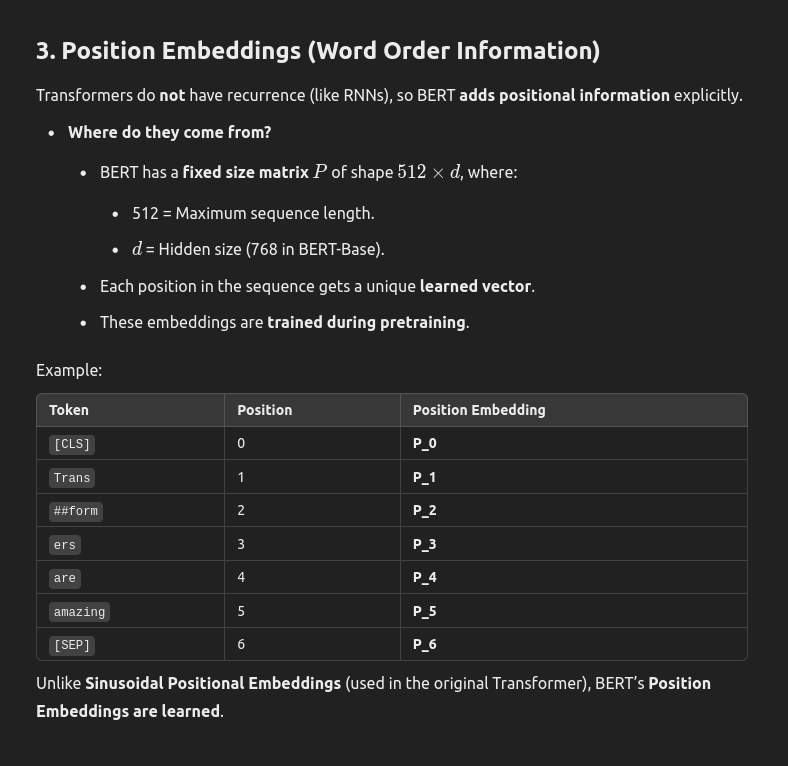 3. Position Embeddings (Word Order Information)
Transformers do not have recurrence (like RNNs), so BERT adds positional information explicitly.
• Where do they come from?
• BERT has a fixed size matrix P of shape 512 × d, where:
• 512 = Maximum sequence length.
• d = Hidden size (768 in BERT-Base).
• Each position in the sequence gets a unique learned vector.
• These embeddings are trained during pretraining.
Example:
Token Position Position Embedding
[CLS] 0 P_0
Trans 1 P_1
##form 2 P_2
ers 3 P_3
are 4 P_4
amazing 5 P_5
[SEP] 6 P_6
Unlike Sinusoidal Positional Embeddings (used in the original Transformer), BERT’s Position
Embeddings are learned.